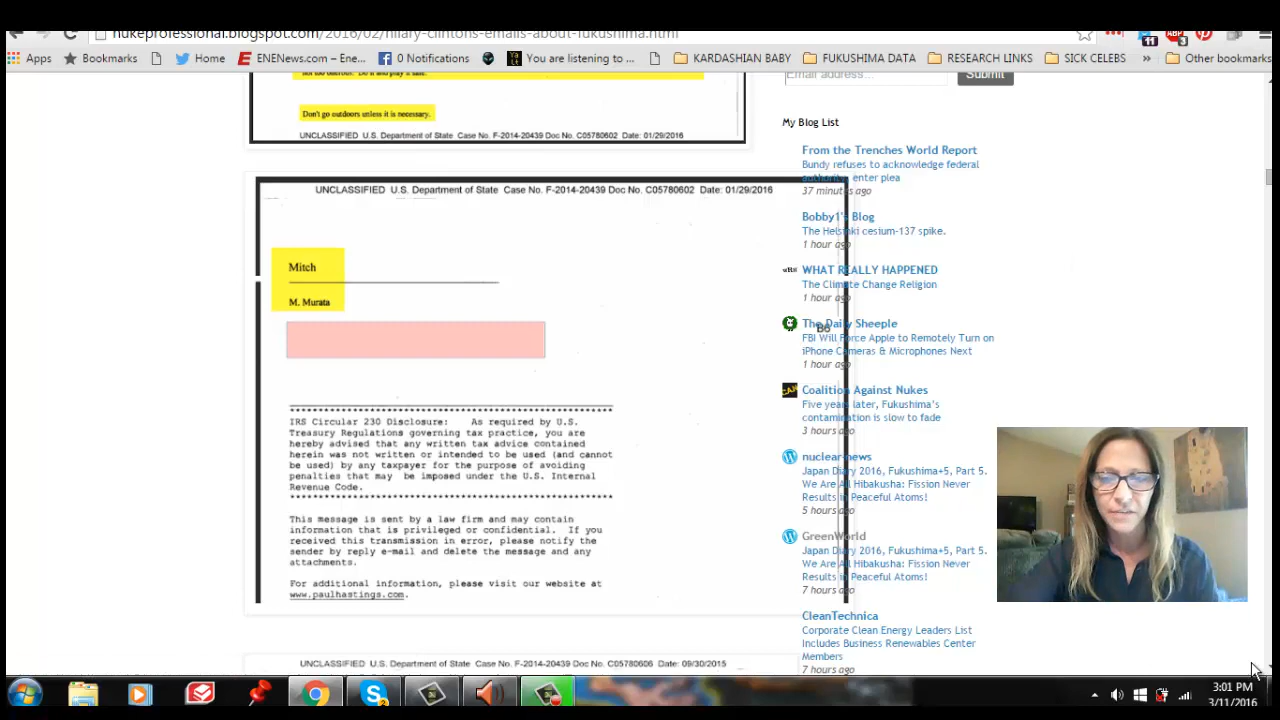 nukeprofessional.blogspot.com/2016/02/hilary-clintons-emails-about-fukushima.html
Apps
Bookmarks
Home
ENENews.com – Ene...
0 Notifications
You are listening to ...
KARDASHIAN BABY
FUKUSHIMA DATA
RESEARCH LINKS
SICK CELEBS
»
Other bookmarks
Don't go outdoors unless it is necessary.
UNCLASSIFIED U.S. Department of State Case No. F-2014-20439 Doc No. C05780602 Date: 01/29/2016
UNCLASSIFIED U.S. Department of State Case No. F-2014-20439 Doc No. C05780602 Date: 01/29/2016
Mitch
M. Murata
B6
IRS Circular 230 Disclosure: As required by U.S.
Treasury Regulations governing tax practice, you are
hereby advised that any written tax advice contained
herein was not written or intended to be used (and cannot
be used) by any taxpayer for the purpose of avoiding
penalties that may be imposed under the U.S. Internal
Revenue Code.
This message is sent by a law firm and may contain
information that is privileged or confidential. If you
received this transmission in error, please notify the
sender by reply e-mail and delete the message and any
attachments.
For additional information, please visit our website at
www.paulhastings.com.
UNCLASSIFIED U.S. Department of State Case No. F-2014-20439 Doc No. C05780606 Date: 09/30/2015
Email address...
Submit
My Blog List
From the Trenches World Report
Bundy refuses to acknowledge federal
authority, enter plea
37 minutes ago
Bobby1's Blog
The Helsinki cesium-137 spike.
1 hour ago
WHAT REALLY HAPPENED
The Climate Change Religion
1 hour ago
The Daily Sheeple
FBI Will Force Apple to Remotely Turn on
iPhone Cameras & Microphones Next
1 hour ago
Coalition Against Nukes
Five years later, Fukushima's
contamination is slow to fade
3 hours ago
nuclear-news
Japan Diary 2016, Fukushima+5, Part 5.
We Are All Hibakusha: Fission Never
Results in Peaceful Atoms!
5 hours ago
GreenWorld
Japan Diary 2016, Fukushima+5, Part 5.
We Are All Hibakusha: Fission Never
Results in Peaceful Atoms!
7 hours ago
CleanTechnica
Corporate Clean Energy Leaders List
Includes Business Renewables Center
Members
7 hours ago
3:01 PM
3/11/2016